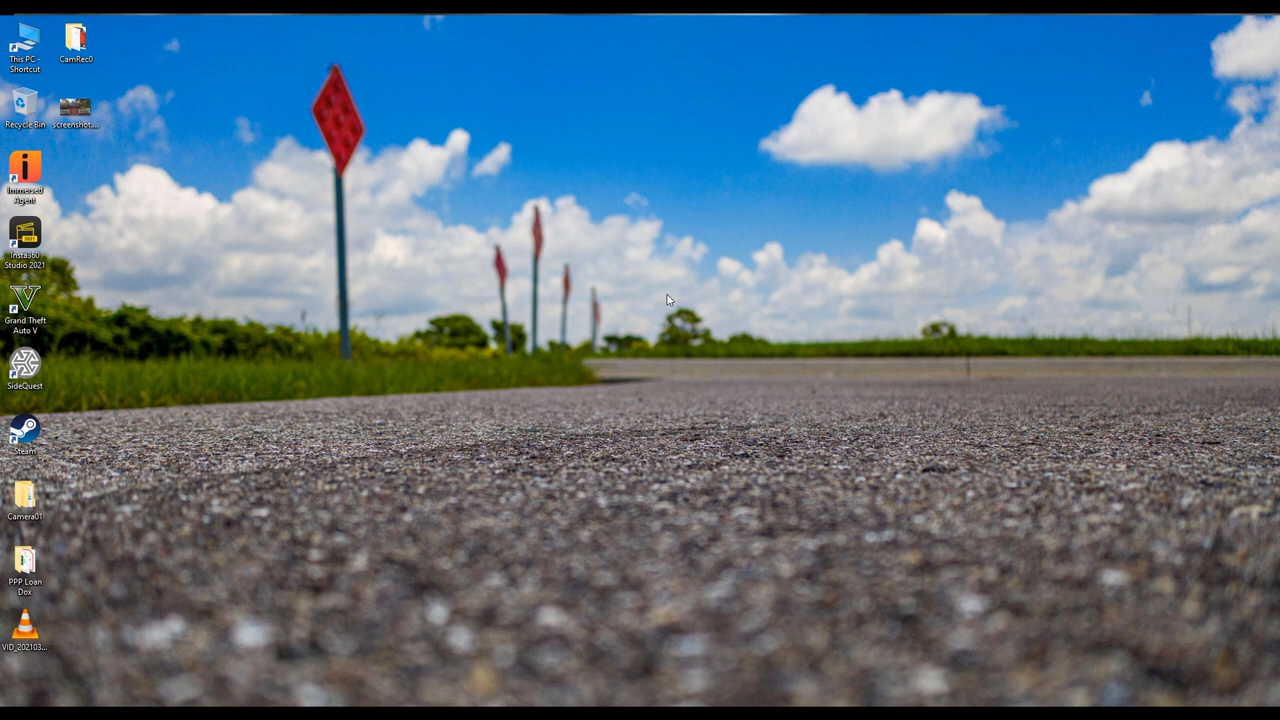 This PC -
Shortcut
CamRec0
Recycle Bin
screenshot....
Immersed
Agent
2021
Insta360
Studio 2021
Grand Theft
Auto V
SideQuest
Steam
Camera01
PPP Loan
Dox
VID_202103...